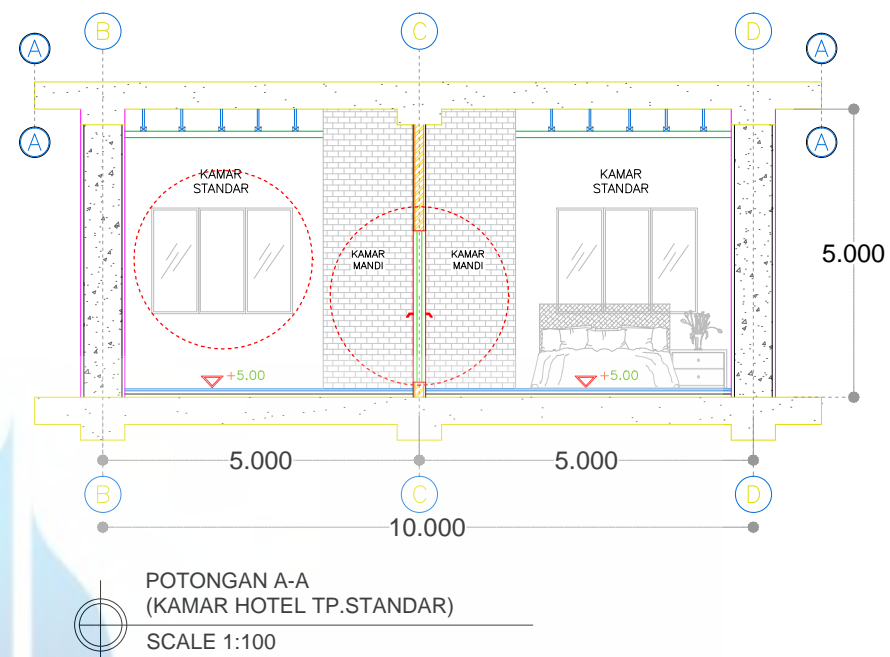 B
C
D
A
A
A
A
KAMAR
STANDAR
KAMAR
STANDAR
KAMAR
MANDI
KAMAR
MANDI
5.000
+5.00
+5.00
5.000
5.000
B
C
D
10.000
POTONGAN A-A
(KAMAR HOTEL TP.STANDAR)
SCALE 1:100